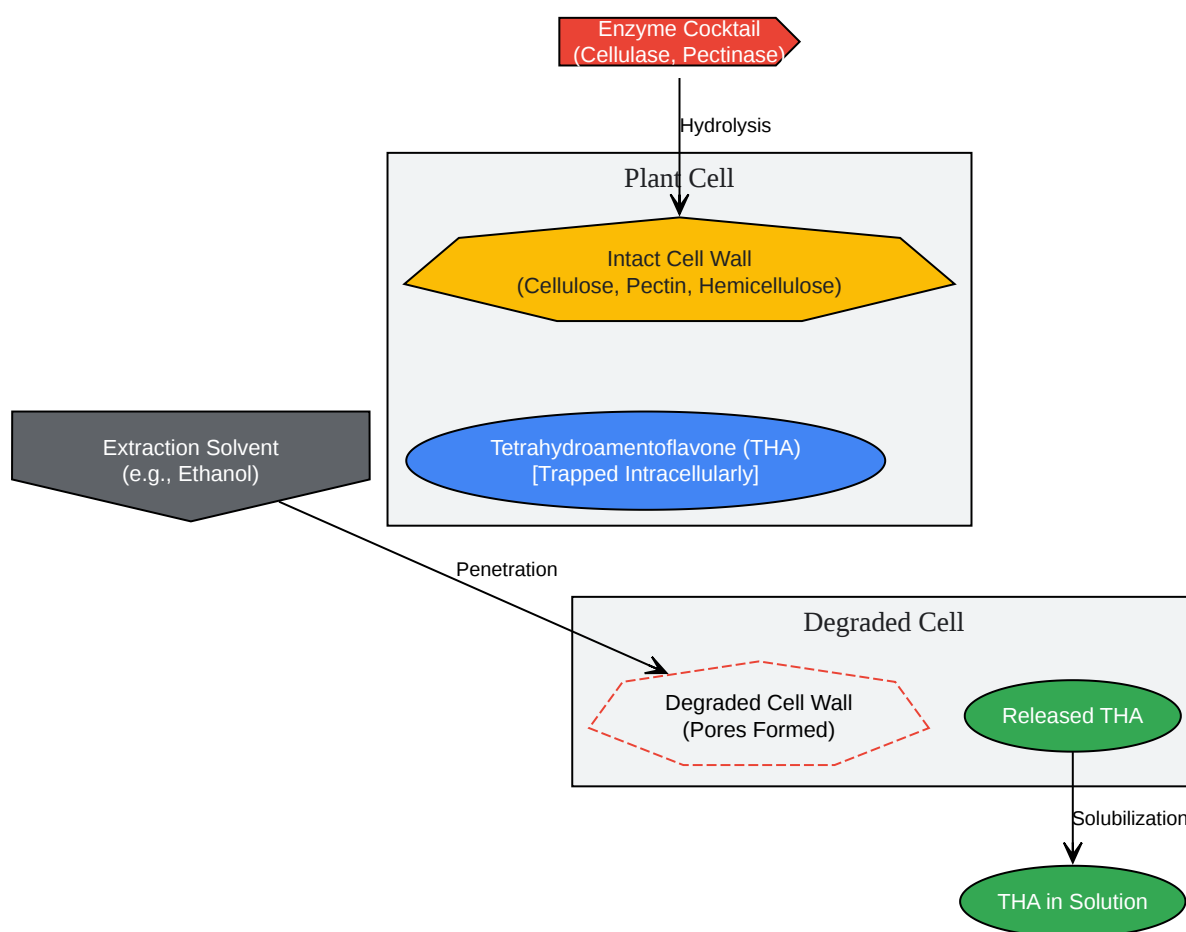 Enzyme Cocktail
(Cellulase, Pectinase)
Hydrolysis
Plant Cell
Intact Cell Wall
(Cellulose, Pectin, Hemicellulose)
Extraction Solvent
(e.g., Ethanol)
Tetrahydroamentoflavone (THA)
[Trapped Intracellularly]
Penetration
Degraded Cell
Degraded Cell Wall
(Pores Formed)
Released THA
Solubilization
THA in Solution